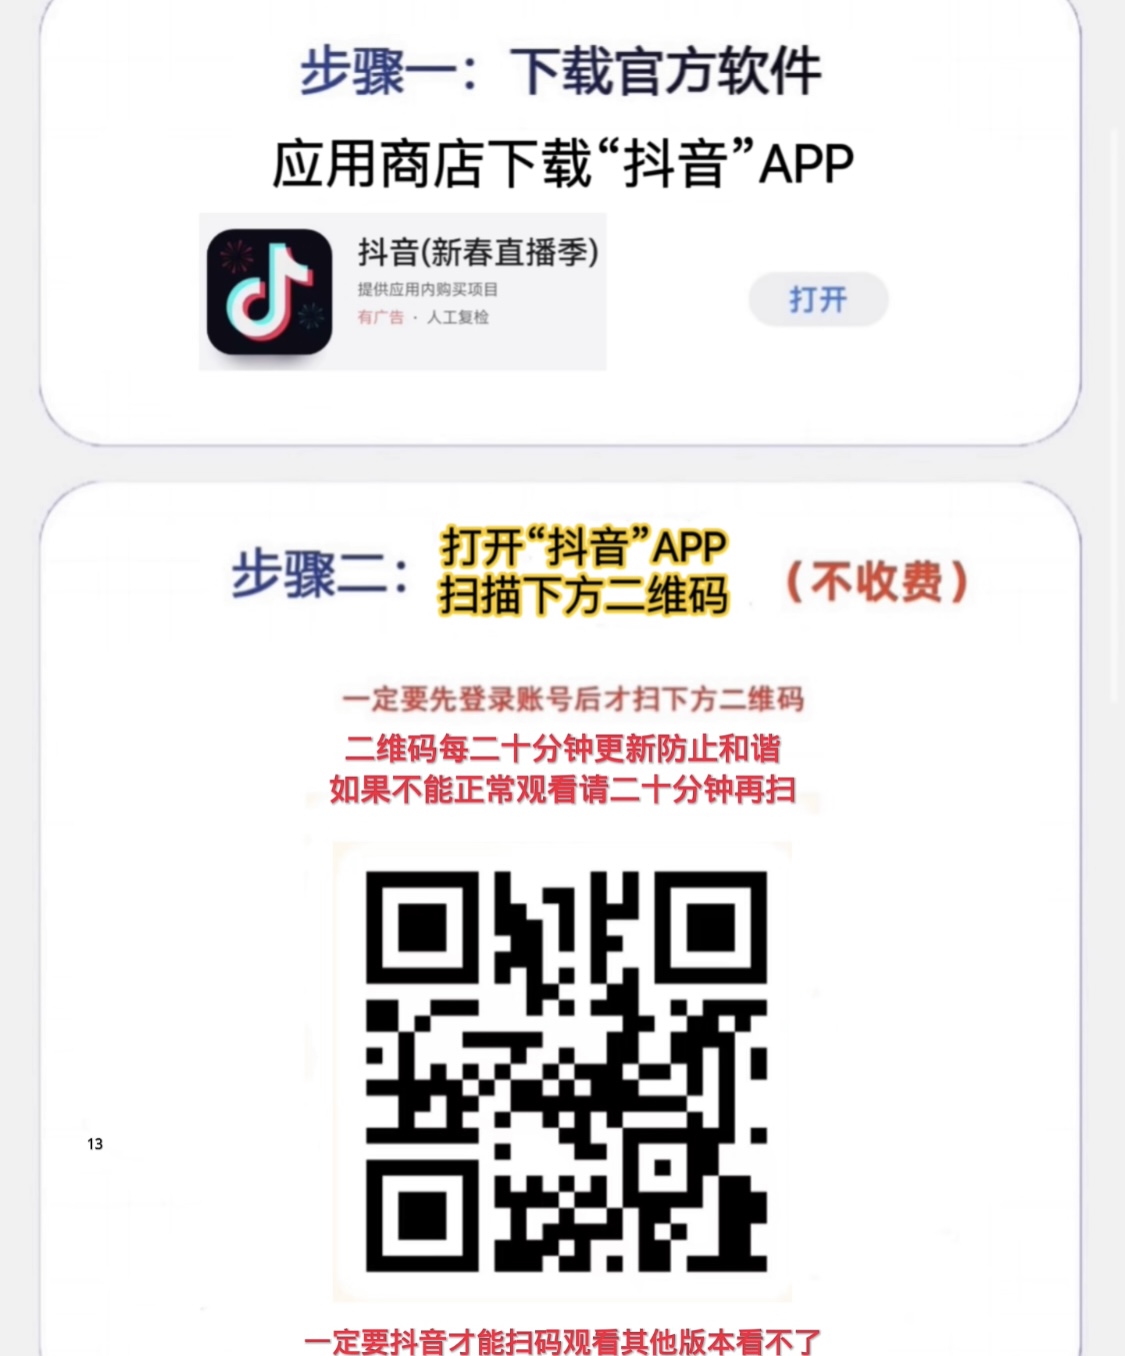 步骤一：下载官方软件
应用商店下载“抖音”APP
抖音(新春直播季)
提供应用内购买项目
有广告 · 人工复检
打开
步骤二：
打开“抖音”APP
扫描下方二维码
（不收费）
一定要先登录账号后才扫下方二维码
二维码每二十分钟更新防止和谐
如果不能正常观看请二十分钟再扫
13
一定要抖音才能扫码观看其他版本看不了